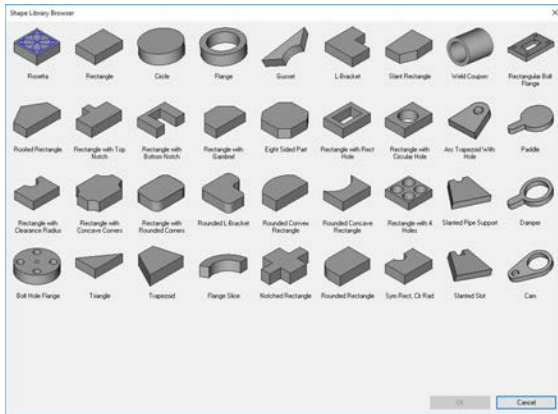 Shape Library Browser
Rosetta
Rectangle
Circle
Flange
Gusset
L-Bracket
Slant Rectangle
Weld Coupon
Rectangular Bolt
Flange
Roofed Rectangle
Rectangle with Top
Notch
Rectangle with
Bottom Notch
Rectangle with
Gambrel
Eight Sided Part
Rectangle with Rect
Hole
Rectangle with
Circular Hole
Arc Trapezoid With
Hole
Paddle
Rectangle with
Clearance Radius
Rectangle with
Concave Corners
Rectangle with
Rounded Corners
Rounded L-Bracket
Rounded Convex
Rectangle
Rounded Concave
Rectangle
Rectangle with 4
Holes
Slanted Pipe Support
Damper
Bolt Hole Flange
Triangle
Trapezoid
Flange Slice
Notched Rectangle
Rounded Rectangle
Sym Rect, Clr Rad
Slanted Slot
Cam
OK
Cancel